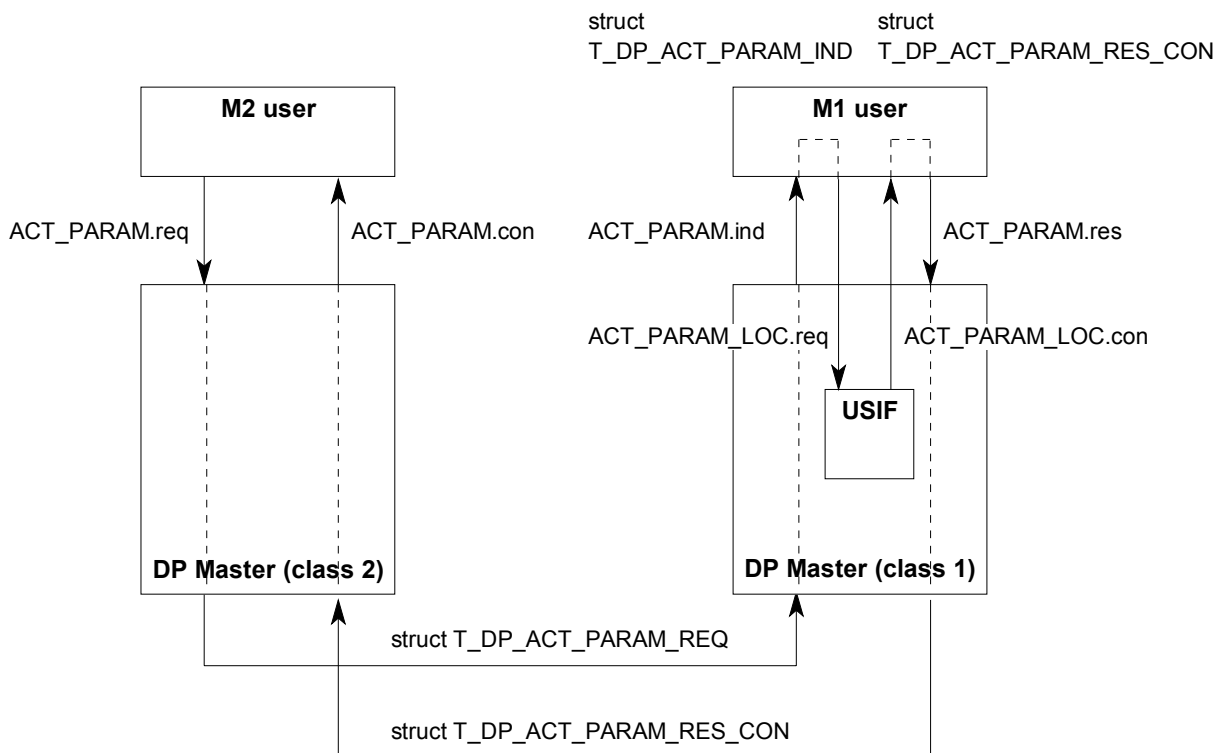 struct
T_DP_ACT_PARAM_IND
struct
T_DP_ACT_PARAM_RES_CON
M2 user
M1 user
ACT_PARAM.req
ACT_PARAM.con
ACT_PARAM.ind
ACT_PARAM.res
ACT_PARAM_LOC.req
ACT_PARAM_LOC.con
USIF
DP Master (class 2)
DP Master (class 1)
struct T_DP_ACT_PARAM_REQ
struct T_DP_ACT_PARAM_RES_CON